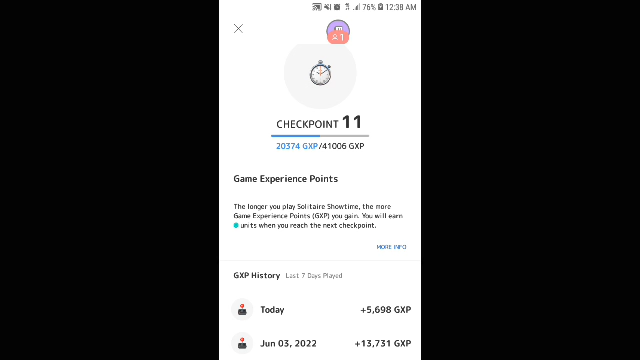 76% 12:38 AM
1
CHECKPOINT 11
20374 GXP/41006 GXP
Game Experience Points
The longer you play Solitaire Showtime, the more
Game Experience Points (GXP) you gain. You will earn
units when you reach the next checkpoint.
MORE INFO
GXP History Last 7 Days Played
Today +5,698 GXP
Jun 03, 2022 +13,731 GXP